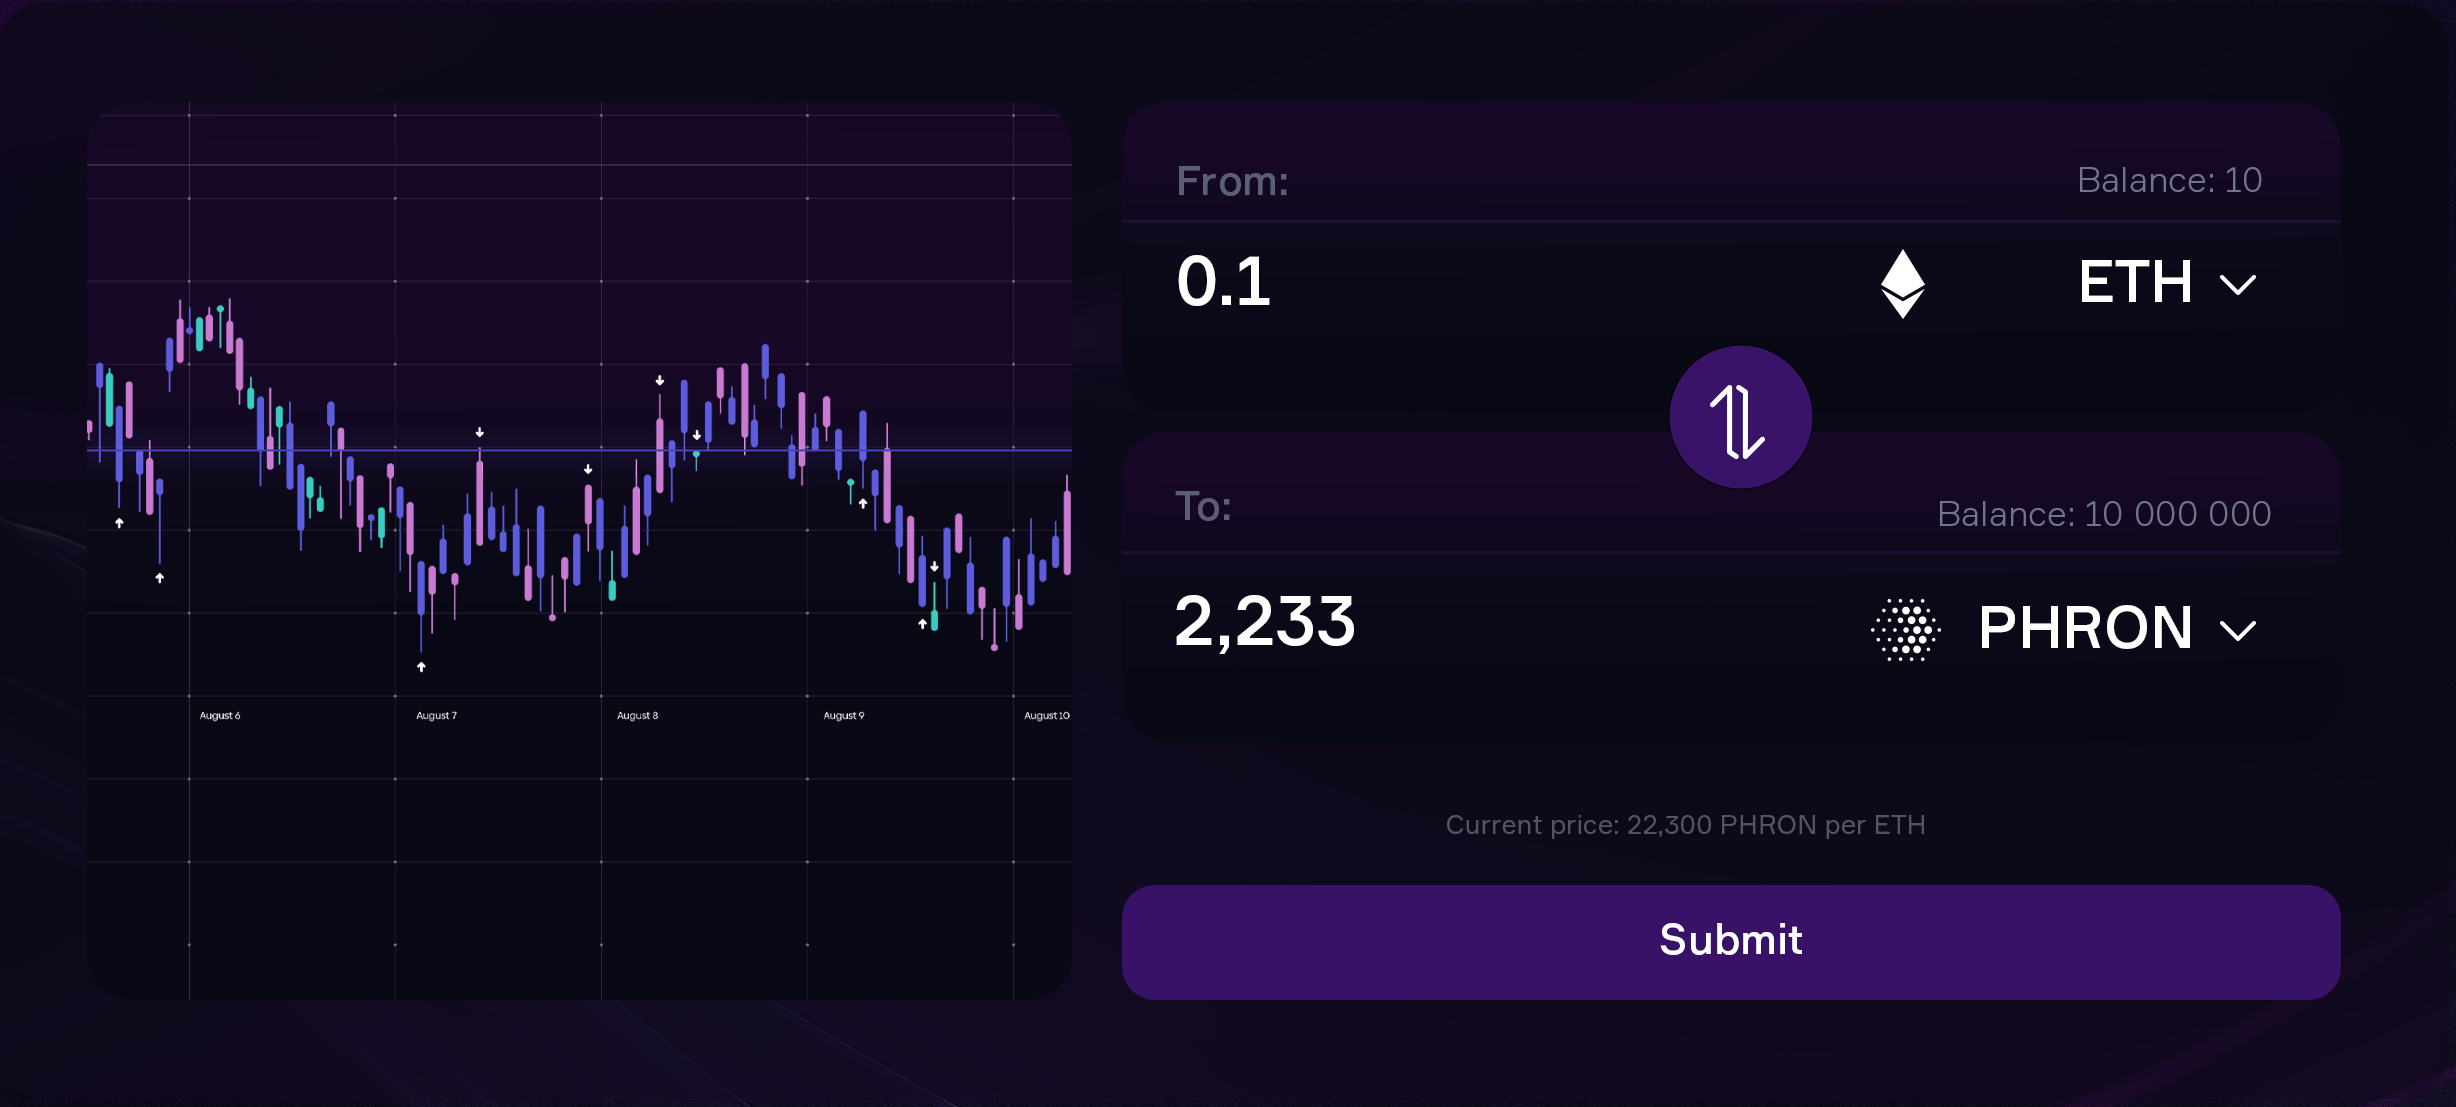 August 6
August 7
August 8
August 9
August 10
From:
Balance: 10
0.1
ETH
To:
Balance: 10 000 000
2,233
PHRON
Current price: 22,300 PHRON per ETH
Submit